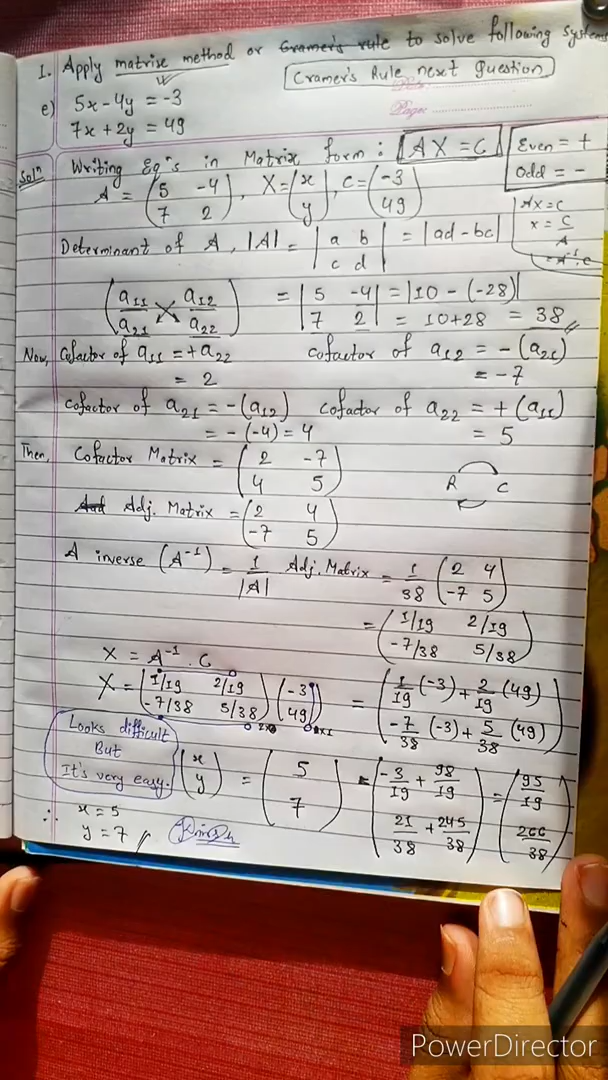 1. Apply matrix method or Cramer's rule to solve following systems
Cramer's Rule next question
e) 5x - 4y = -3
7x + 2y = 49
Page:
Soln Writing Eqn's in Matrix form : AX = C
Even = +
Odd = -
A = (5 -4
7 2), X = (x
y), C = (-3
49)
AX = C
x = C/A
= A⁻¹.C
Determinant of A, |A| = |a b
c d| = |ad - bc|
(a11 a12
a21 a22)
= |5 -4
7 2| = |10 - (-28)|
= 10+28 = 38
Now, Cofactor of a11 = +a22
= 2
cofactor of a12 = -(a21)
= -7
cofactor of a21 = -(a12)
= -(-4) = 4
cofactor of a22 = +(a11)
= 5
Then, Cofactor Matrix = (2 -7
4 5)
R C
Adj. Matrix = (2 4
-7 5)
A inverse (A⁻¹) = 1/|A| Adj. Matrix = 1/38 (2 4
-7 5)
= (1/19 2/19
-7/38 5/38)
X = A⁻¹ . C
X = (1/19 2/19
-7/38 5/38) (-3
49) = (1/19 (-3) + 2/19 (49)
-7/38 (-3) + 5/38 (49))
2x2 2x1
Looks difficult
But
It's very easy.
(x
y) = (5
7) = (-3/19 + 98/19
21/38 + 245/38) = (95/19
266/38)
∴ x = 5
y = 7
PowerDirector